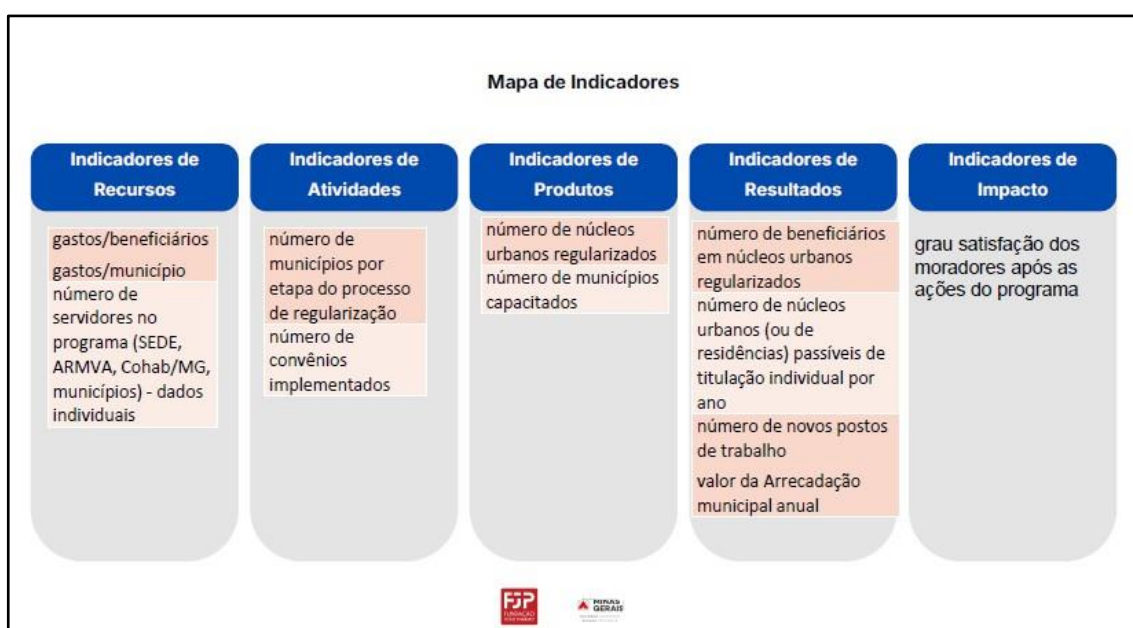 Mapa de Indicadores
Indicadores de
Recursos
gastos/beneficiários
gastos/município
número de
servidores no
programa (SEDE,
ARMVA, Cohab/MG,
municípios) - dados
individuais
Indicadores de
Atividades
número de
municípios por
etapa do processo
de regularização
número de
convênios
implementados
Indicadores de
Produtos
número de núcleos
urbanos regularizados
número de municípios
capacitados
Indicadores de
Resultados
número de beneficiários
em núcleos urbanos
regularizados
número de núcleos
urbanos (ou de
residências) passíveis de
titulação individual por
ano
número de novos postos
de trabalho
valor da Arrecadação
municipal anual
Indicadores de
Impacto
grau satisfação dos
moradores após as
ações do programa
FJP
FUNDAÇÃO
MINAS
GERAIS